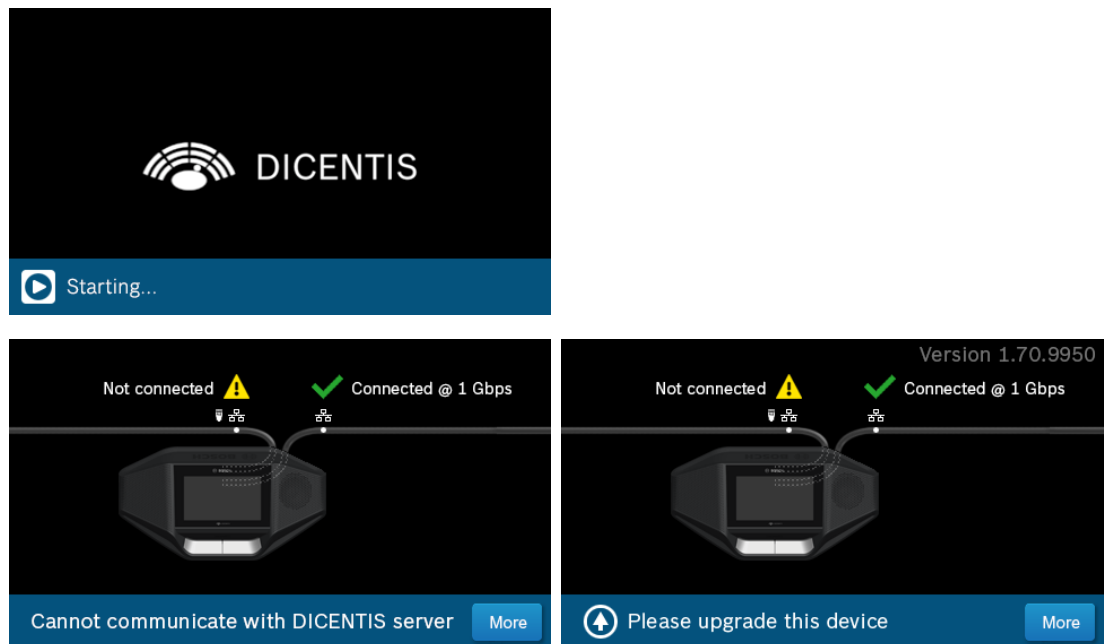 DICENTIS
Starting...
Not connected
Connected @ 1 Gbps
Cannot communicate with DICENTIS server
More
Version 1.70.9950
Not connected
Connected @ 1 Gbps
Please upgrade this device
More